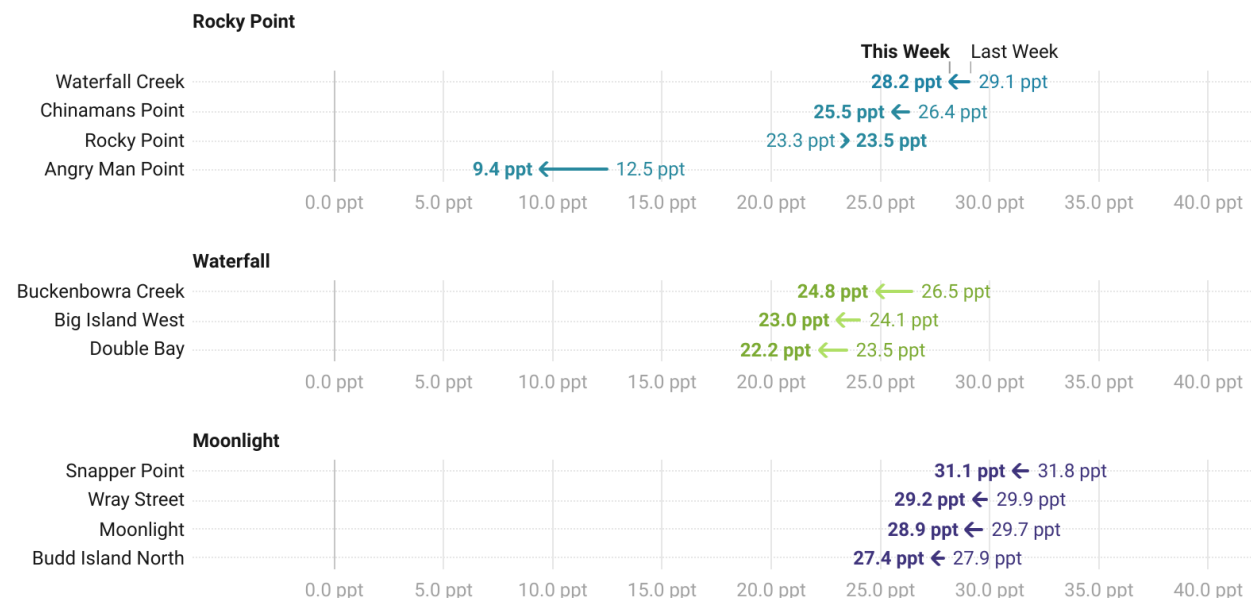 Rocky Point
This Week Last Week
Waterfall Creek 28.2 ppt 29.1 ppt
Chinamans Point 25.5 ppt 26.4 ppt
Rocky Point 23.3 ppt 23.5 ppt
Angry Man Point 9.4 ppt 12.5 ppt
0.0 ppt 5.0 ppt 10.0 ppt 15.0 ppt 20.0 ppt 25.0 ppt 30.0 ppt 35.0 ppt 40.0 ppt
Waterfall
Buckenbowra Creek 24.8 ppt 26.5 ppt
Big Island West 23.0 ppt 24.1 ppt
Double Bay 22.2 ppt 23.5 ppt
0.0 ppt 5.0 ppt 10.0 ppt 15.0 ppt 20.0 ppt 25.0 ppt 30.0 ppt 35.0 ppt 40.0 ppt
Moonlight
Snapper Point 31.1 ppt 31.8 ppt
Wray Street 29.2 ppt 29.9 ppt
Moonlight 28.9 ppt 29.7 ppt
Budd Island North 27.4 ppt 27.9 ppt
0.0 ppt 5.0 ppt 10.0 ppt 15.0 ppt 20.0 ppt 25.0 ppt 30.0 ppt 35.0 ppt 40.0 ppt